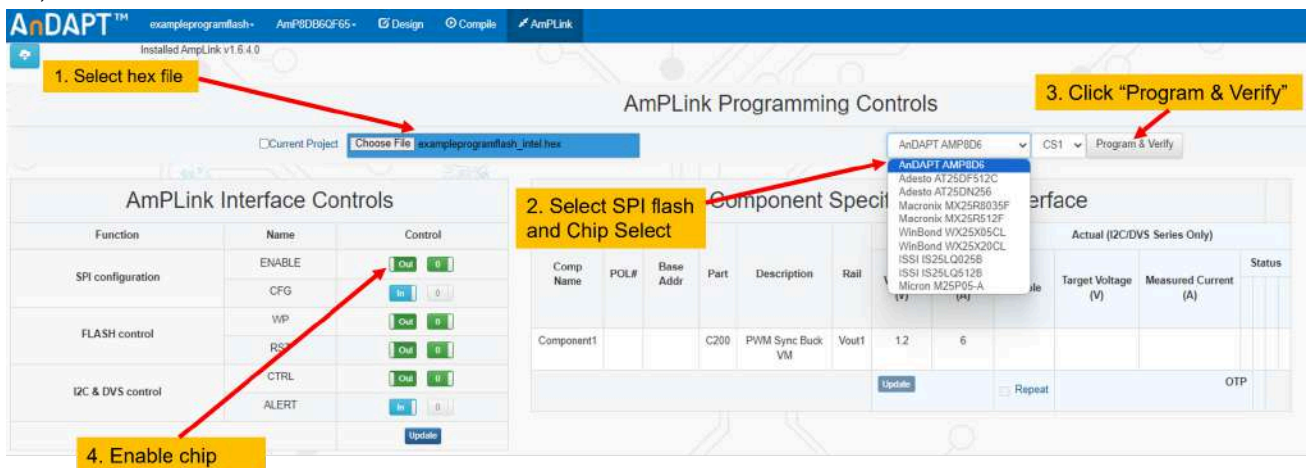 AnDAPT™ exampleprogramflash AmP8DB6QF65 Design Compile AmPLink
Installed AmpLink v1.6.4.0
1. Select hex file
3. Click “Program & Verify”
AmPLink Programming Controls
Current Project Choose File exampleprogramflash_intel.hex AnDAPT AMP8D6 CS1 Program & Verify
AnDAPT AMP8D6
Adesto AT25DF512C
Adesto AT25DN256
Macronix MX25R8035F
Macronix MX25R512F
WinBond WX25X05CL
WinBond WX25X20CL
ISSI IS25LQ025B
ISSI IS25LQ512B
Micron M25P05-A
2. Select SPI flash
and Chip Select
AmPLink Interface Controls
Function Name Control
SPI configuration
ENABLE Out 0
CFG In 0
FLASH control
WP Out 0
RST Out 0
I2C & DVS control
CTRL Out 0
ALERT In 0
Update
4. Enable chip
Component Specif erface
Actual (I2C/DVS Series Only)
Status
Comp
Name
POL#
Base
Addr
Part Description Rail
(V)
(A)
Target Voltage
(V)
Measured Current
(A)
Component1 C200 PWM Sync Buck
VM
Vout1 1.2 6
Update Repeat OTP